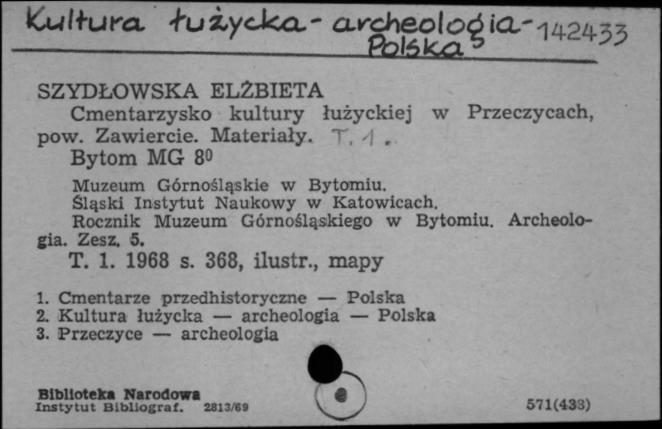 Kultura łużycka - archeologia - 142433
Polska
SZYDŁOWSKA ELŻBIETA
Cmentarzysko kultury łużyckiej w Przeczycach,
pow. Zawiercie. Materiały. T. 1.
Bytom MG 8⁰
Muzeum Górnośląskie w Bytomiu.
Śląski Instytut Naukowy w Katowicach.
Rocznik Muzeum Górnośląskiego w Bytomiu. Archeolo-
gia. Zesz. 5.
T. 1. 1968 s. 368, ilustr., mapy
1. Cmentarze przedhistoryczne — Polska
2. Kultura łużycka — archeologia — Polska
3. Przeczyce — archeologia
Biblioteka Narodowa
Instytut Bibliograf. 2813/69 571(438)